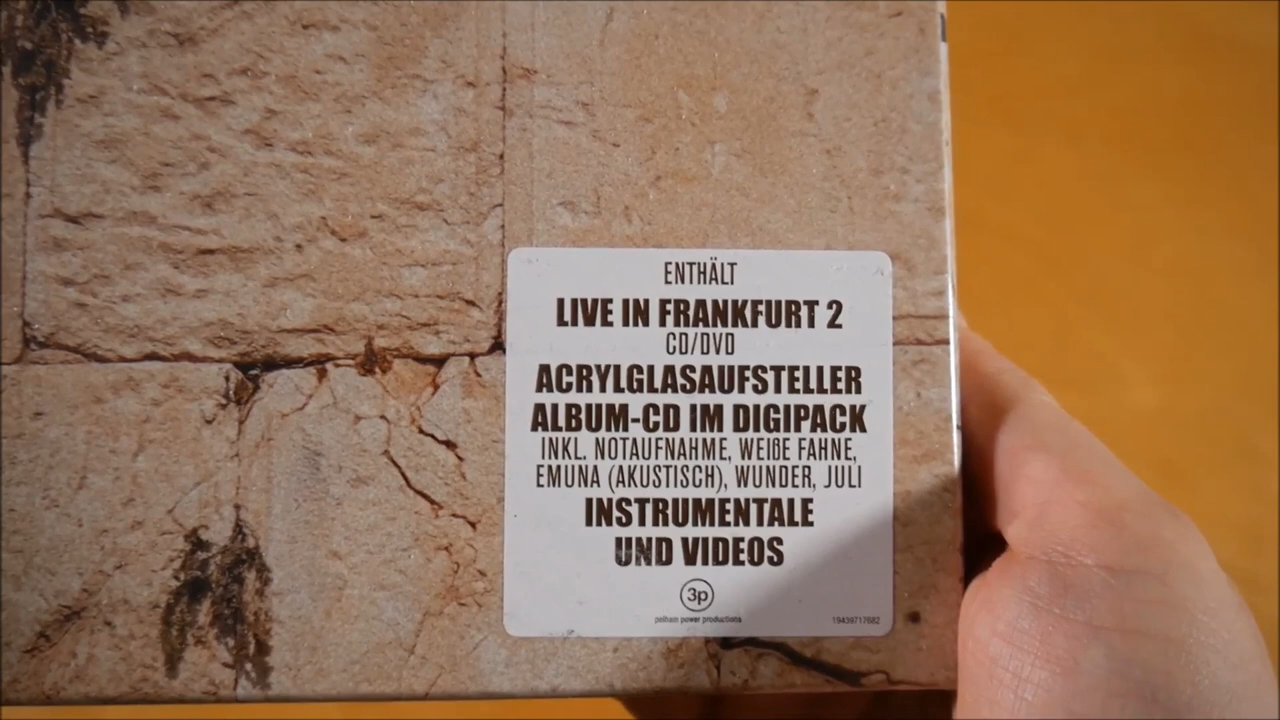 ENTHÄLT
LIVE IN FRANKFURT 2
CD/DVD
ACRYLGLASAUFSTELLER
ALBUM-CD IM DIGIPACK
INKL. NOTAUFNAHME, WEIßE FAHNE,
EMUNA (AKUSTISCH), WUNDER, JULI
INSTRUMENTALE
UND VIDEOS
3p
pelham power productions
19439717682